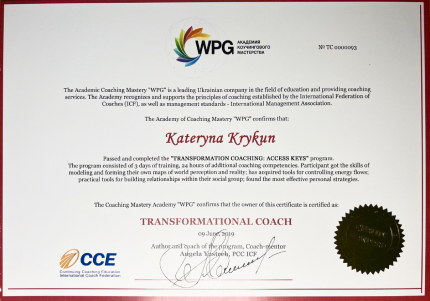 WPG
АКАДЕМИЯ
КОУЧИНГОВОГО
МАСТЕРСТВА
№ TC 0000093
The Academic Coaching Mastery "WPG" is a leading Ukrainian company in the field of education and providing coaching
services. The Academy recognizes and supports the principles of coaching established by the International Federation of
Coaches (ICF), as well as management standards - International Management Association.
The Academy of Coaching Mastery "WPG" confirms that:
Kateryna Krykun
Passed and completed the "TRANSFORMATION COACHING: ACCESS KEYS" program.
The program consisted of 3 days of training, 24 hours of additional coaching competencies. Participant got the skills of
modeling and forming their own maps of world perception and reality; has acquired tools for controlling energy flows;
practical tools for building relationships within their social group; found the most effective personal strategies.
The Coaching Mastery Academy "WPG" confirms that the owner of this certificate is certified as:
TRANSFORMATIONAL COACH
09 June, 2019
Author and coach of the program, Coach-mentor
Angela PCC ICF
CCE
Continuing Coaching Education
International Coach Federation